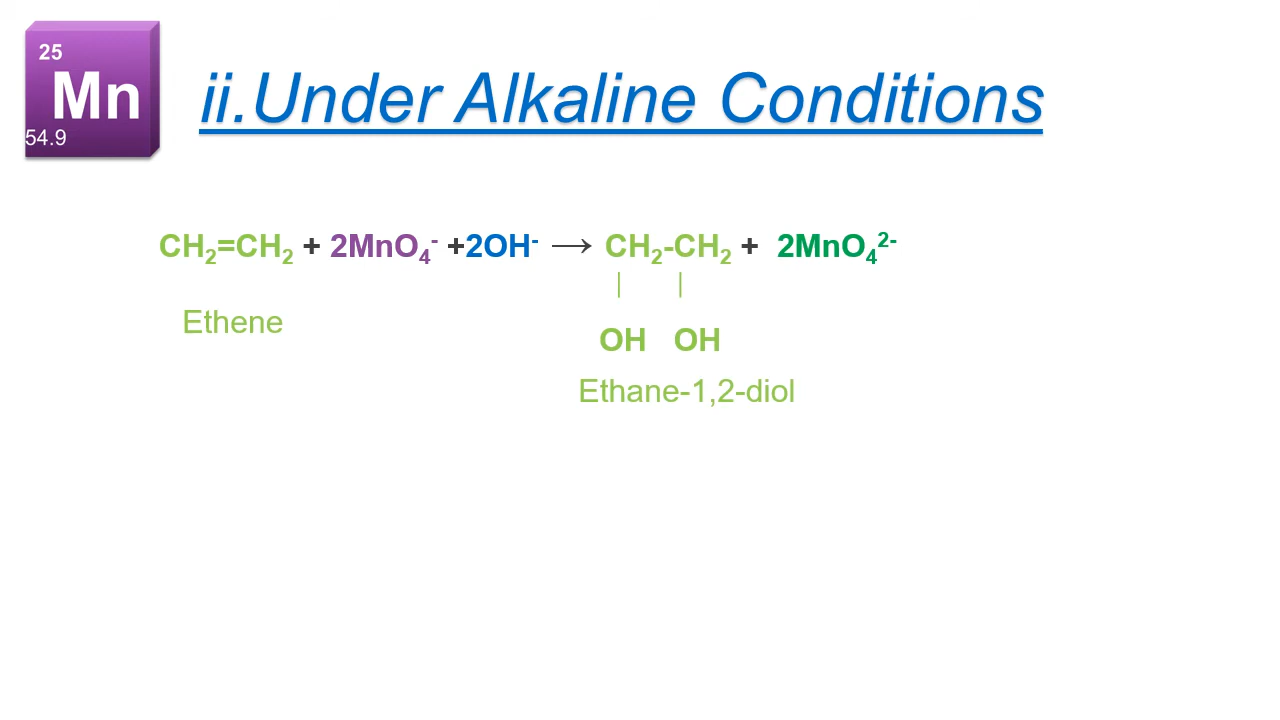 25
Mn
54.9
ii.Under Alkaline Conditions
CH₂=CH₂ + 2MnO₄⁻ +2OH⁻ → CH₂-CH₂ + 2MnO₄²⁻
| |
Ethene
OH OH
Ethane-1,2-diol